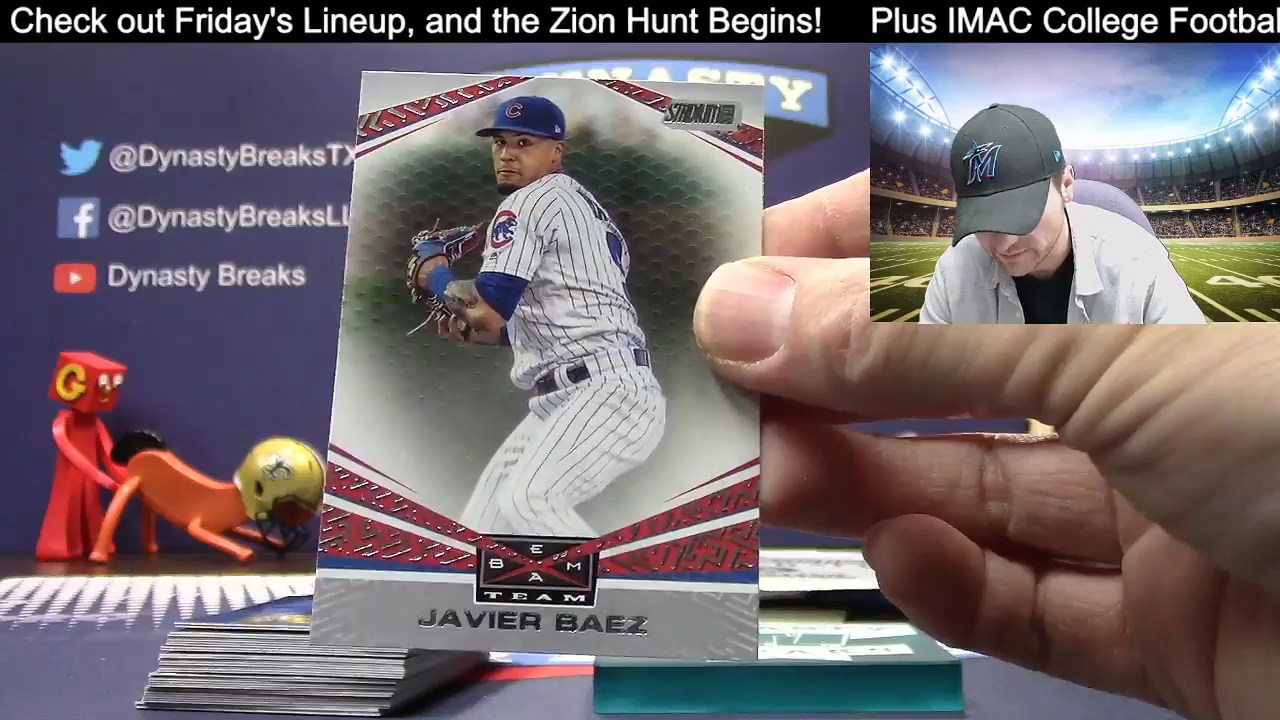 Check out Friday's Lineup, and the Zion Hunt Begins! Plus IMAC College Footbal
DYNASTY
@DynastyBreaksTX
@DynastyBreaksLL
Dynasty Breaks
STADIUM
C
M
G
E
B M
A
TEAM
JAVIER BAEZ